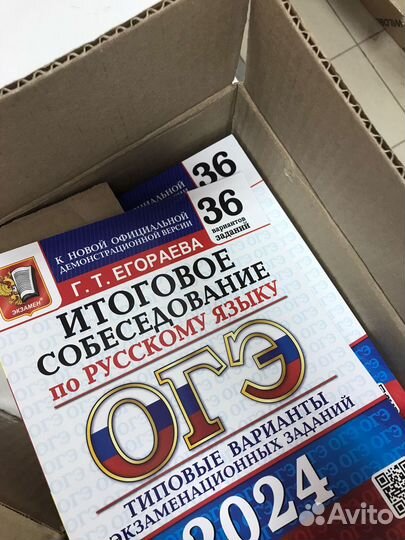 36
К НОВОЙ ОФИЦИАЛЬНОЙ
ДЕМОНСТРАЦИОННОЙ ВЕРСИИ
36
вариантов
заданий
Г. Т. ЕГОРАЕВА
ЭКЗАМЕН
ИТОГОВОЕ
СОБЕСЕДОВАНИЕ
ПО РУССКОМУ ЯЗЫКУ
ОГЭ
ТИПОВЫЕ ВАРИАНТЫ
ЭКЗАМЕНАЦИОННЫХ ЗАДАНИЙ
2024
Avito